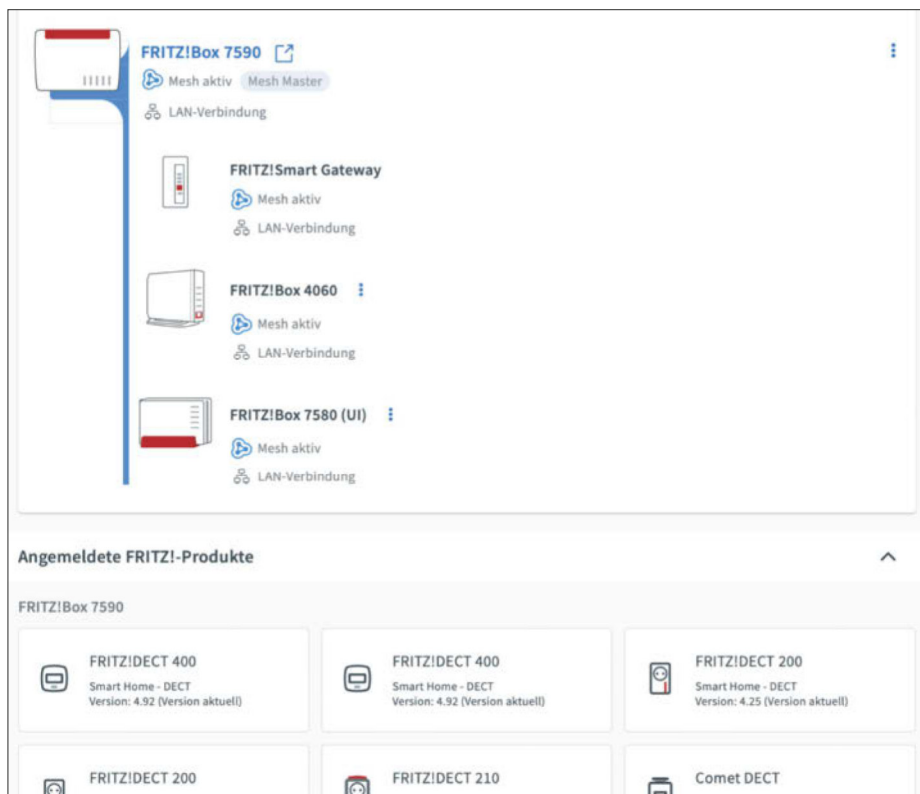 FRITZ!Box 7590
Mesh aktiv Mesh Master
LAN-Verbindung
FRITZ!Smart Gateway
Mesh aktiv
LAN-Verbindung
FRITZ!Box 4060
Mesh aktiv
LAN-Verbindung
FRITZ!Box 7580 (UI)
Mesh aktiv
LAN-Verbindung
Angemeldete FRITZ!-Produkte
FRITZ!Box 7590
FRITZ!DECT 400
Smart Home - DECT
Version: 4.92 (Version aktuell)
FRITZ!DECT 400
Smart Home - DECT
Version: 4.92 (Version aktuell)
FRITZ!DECT 200
Smart Home - DECT
Version: 4.25 (Version aktuell)
FRITZ!DECT 200
FRITZ!DECT 210
Comet DECT